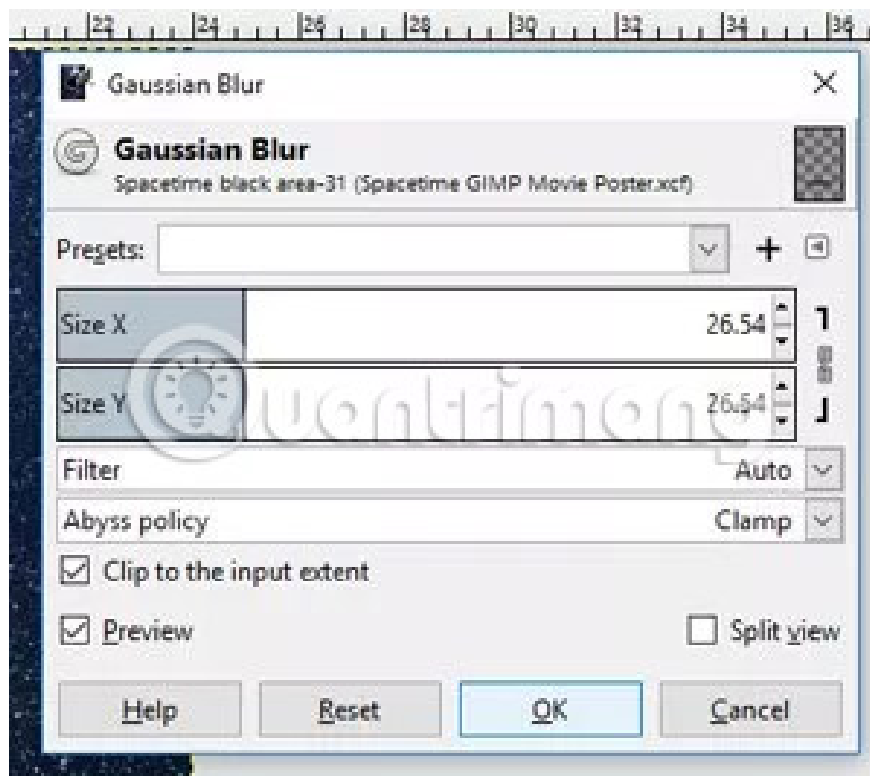 22 24 26 28 30 32 34 36
Gaussian Blur
Gaussian Blur
Spacetime black area-31 (Spacetime GIMP Movie Poster.xcf)
Presets:
Size X 26.54
Size Y 26.54
Quantrimang
Filter Auto
Abyss policy Clamp
Clip to the input extent
Preview Split view
Help Reset OK Cancel